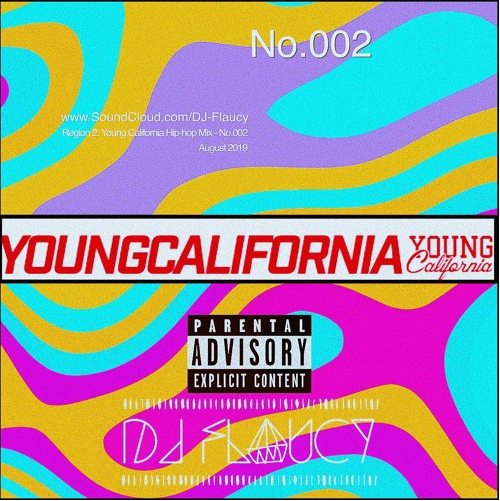 No.002
www.SoundCloud.com/DJ-Flaucy
Region 2: Young California Hip-hop Mix - No.002
August 2019
YOUNGCALIFORNIA
YOUNG
California
PARENTAL
ADVISORY
EXPLICIT CONTENT
DJ FLAUCY